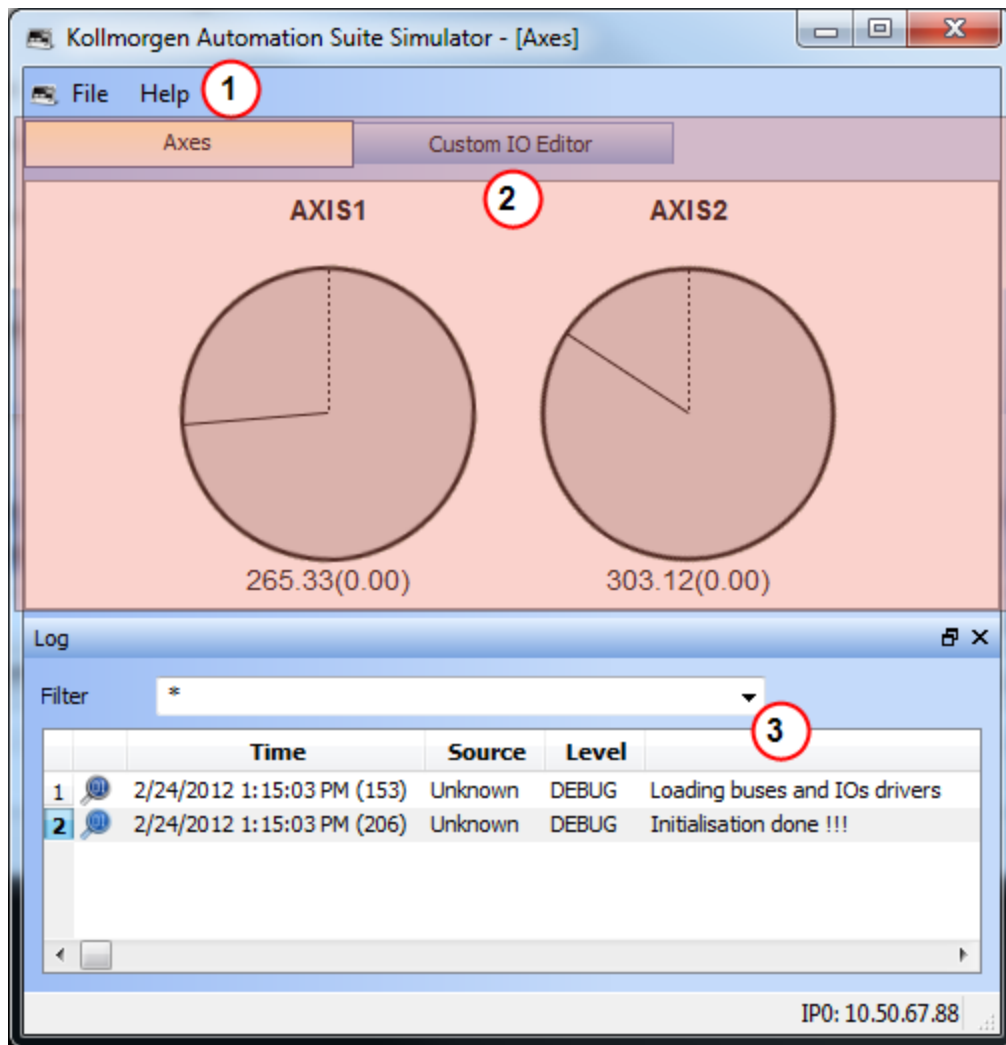 Kollmorgen Automation Suite Simulator - [Axes]
File Help 1
Axes Custom IO Editor
2
AXIS1 AXIS2
265.33(0.00) 303.12(0.00)
Log
Filter *
3
Time Source Level
1 2/24/2012 1:15:03 PM (153) Unknown DEBUG Loading buses and IOs drivers
2 2/24/2012 1:15:03 PM (206) Unknown DEBUG Initialisation done !!!
IP0: 10.50.67.88